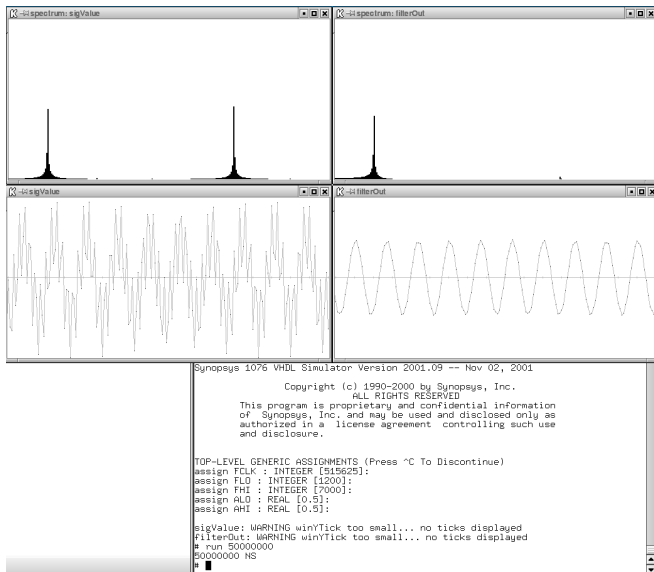 spectrum: sigValue
spectrum: filterOut
sigValue
filterOut
Synopsys 1076 VHDL Simulator Version 2001.09 -- Nov 02, 2001
Copyright (c) 1990-2000 by Synopsys, Inc.
ALL RIGHTS RESERVED
This program is proprietary and confidential information
of Synopsys, Inc. and may be used and disclosed only as
authorized in a license agreement controlling such use
and disclosure.
TOP-LEVEL GENERIC ASSIGNMENTS (Press ^C To Discontinue)
assign FCLK : INTEGER [515625]:
assign FLO : INTEGER [1200]:
assign FHI : INTEGER [7000]:
assign ALO : REAL [0.5]:
assign AHI : REAL [0.5]:
sigValue: WARNING winYTick too small... no ticks displayed
filterOut: WARNING winYTick too small... no ticks displayed
# run 50000000
50000000 NS
#